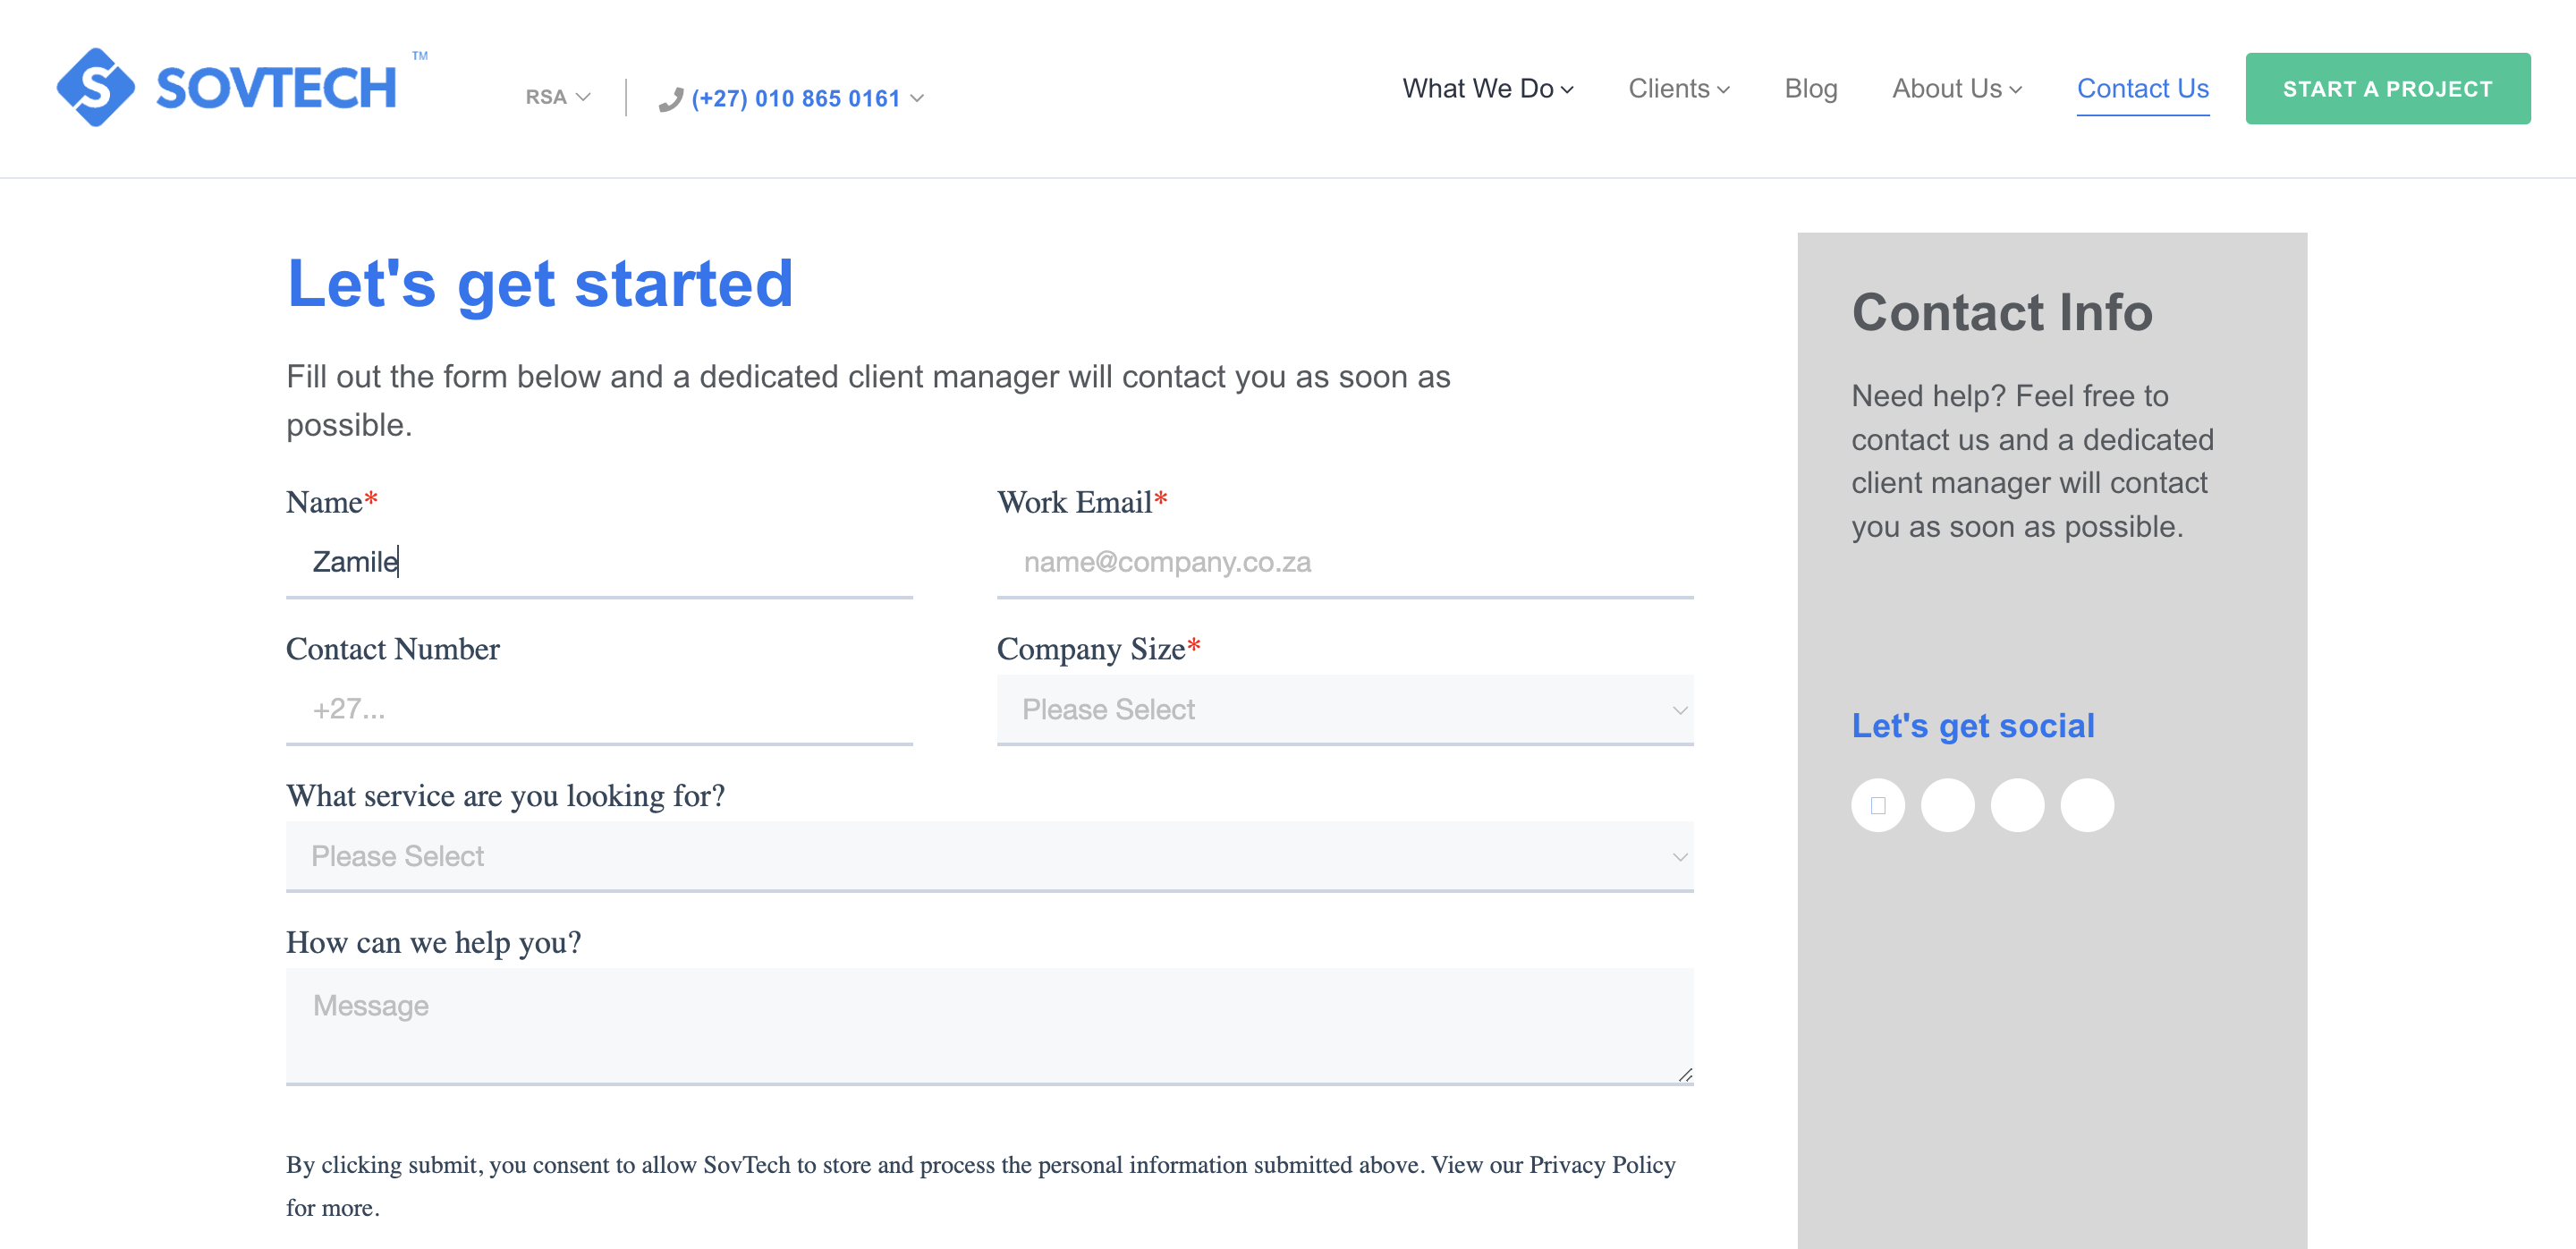 SOVTECH ™
RSA
(+27) 010 865 0161
What We Do
Clients
Blog
About Us
Contact Us
START A PROJECT
Let's get started
Fill out the form below and a dedicated client manager will contact you as soon as
possible.
Name*
Zamile
Work Email*
name@company.co.za
Contact Number
+27...
Company Size*
Please Select
What service are you looking for?
Please Select
How can we help you?
Message
By clicking submit, you consent to allow SovTech to store and process the personal information submitted above. View our Privacy Policy
for more.
Contact Info
Need help? Feel free to
contact us and a dedicated
client manager will contact
you as soon as possible.
Let's get social